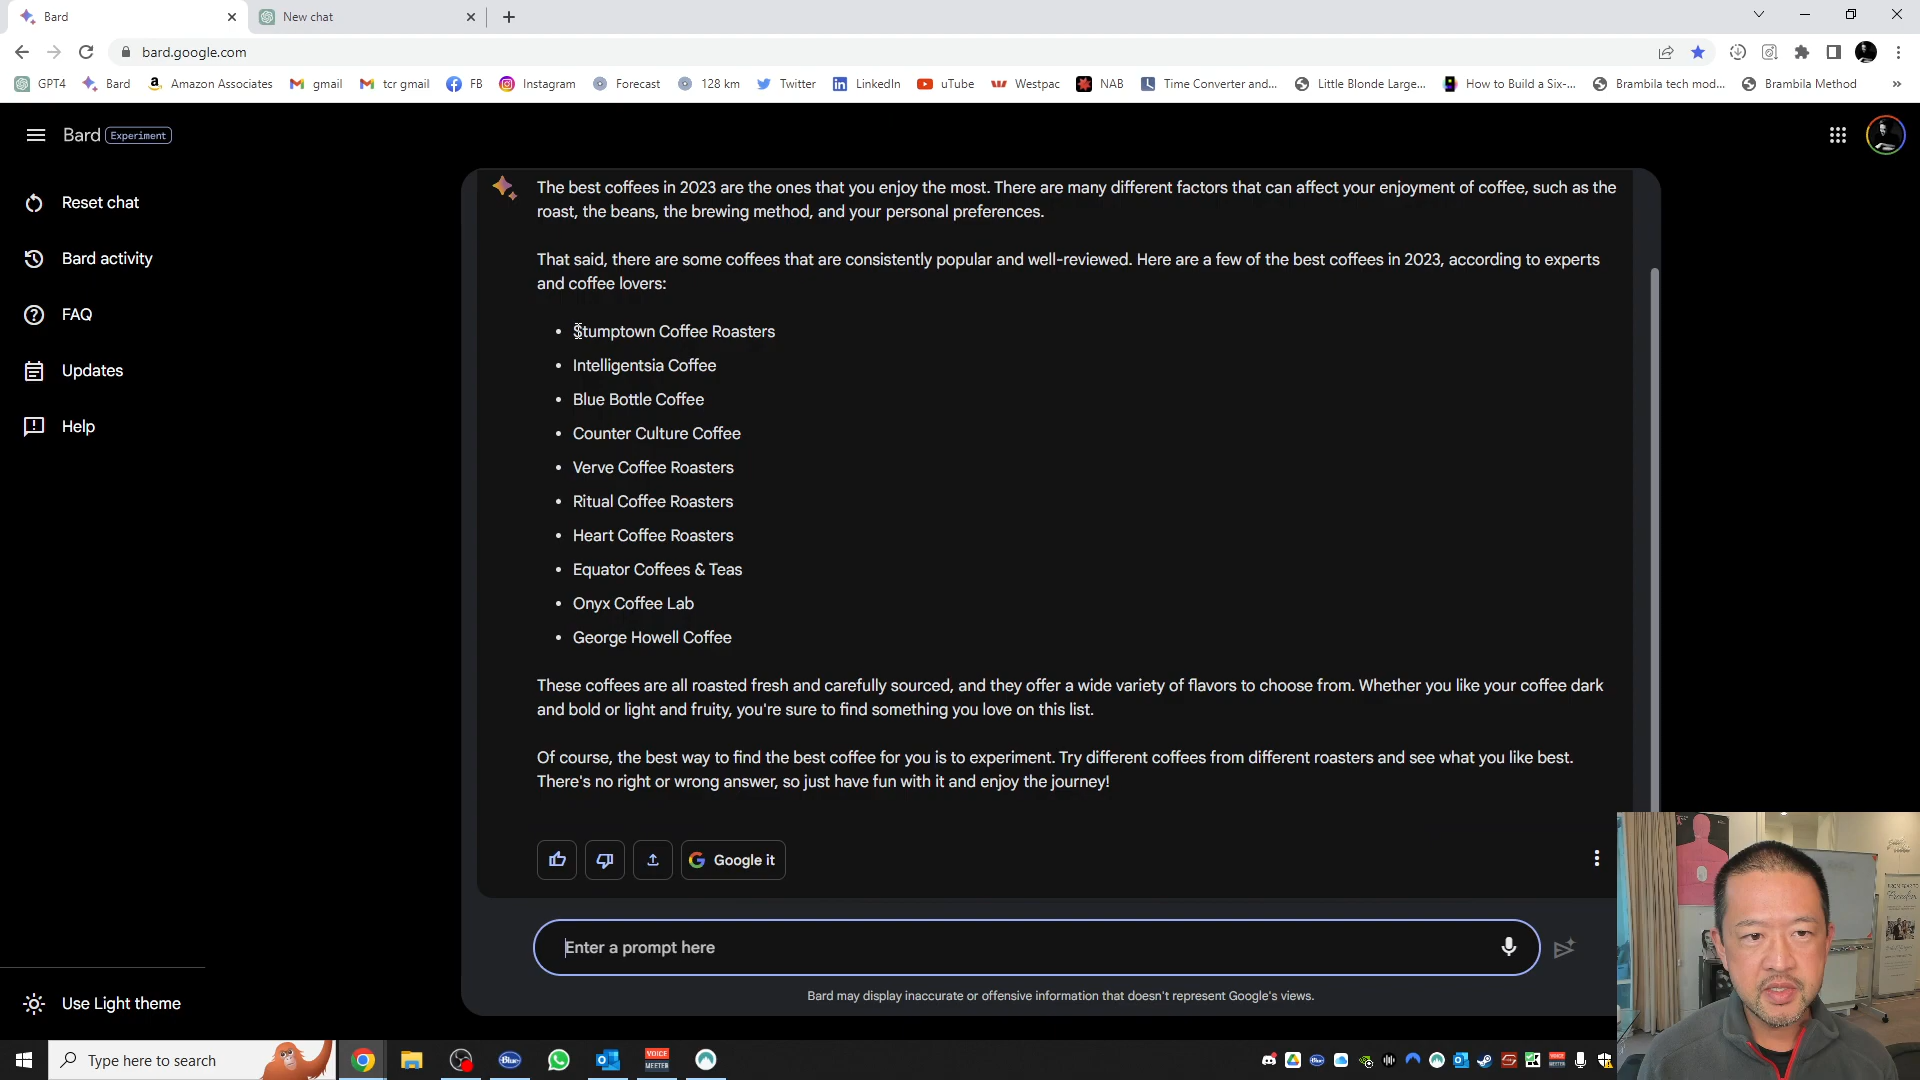 Bard
New chat
bard.google.com
GPT4
Bard
Amazon Associates
gmail
tcr gmail
FB
Instagram
Forecast
128 km
Twitter
LinkedIn
uTube
Westpac
NAB
Time Converter and...
Little Blonde Large...
How to Build a Six-...
Brambila tech mod...
Brambila Method
»
Bard Experiment
Reset chat
Bard activity
FAQ
Updates
Help
Use Light theme
The best coffees in 2023 are the ones that you enjoy the most. There are many different factors that can affect your enjoyment of coffee, such as the
roast, the beans, the brewing method, and your personal preferences.
That said, there are some coffees that are consistently popular and well-reviewed. Here are a few of the best coffees in 2023, according to experts
and coffee lovers:
• Stumptown Coffee Roasters
• Intelligentsia Coffee
• Blue Bottle Coffee
• Counter Culture Coffee
• Verve Coffee Roasters
• Ritual Coffee Roasters
• Heart Coffee Roasters
• Equator Coffees & Teas
• Onyx Coffee Lab
• George Howell Coffee
These coffees are all roasted fresh and carefully sourced, and they offer a wide variety of flavors to choose from. Whether you like your coffee dark
and bold or light and fruity, you're sure to find something you love on this list.
Of course, the best way to find the best coffee for you is to experiment. Try different coffees from different roasters and see what you like best.
There's no right or wrong answer, so just have fun with it and enjoy the journey!
Google it
Enter a prompt here
Bard may display inaccurate or offensive information that doesn't represent Google's views.
Type here to search
Blue
VOICE
MEETER